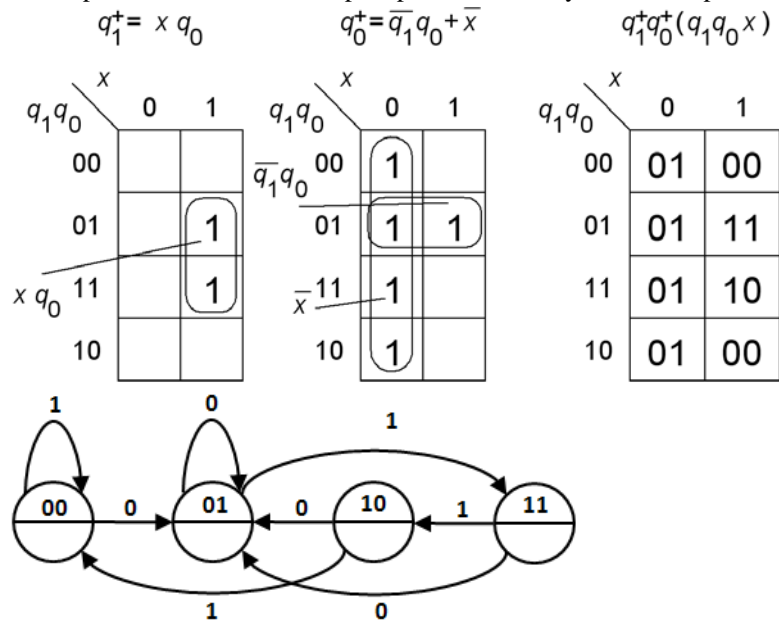 q₁⁺ = x q₀
q₀⁺ = q̅₁q₀ + x̅
q₁⁺q₀⁺(q₁q₀x)
x x x
q₁q₀ 0 1 q₁q₀ 0 1 q₁q₀ 0 1
00 00 1 00 01 00
q̅₁q₀
01 1 01 1 1 01 01 11
x q₀ 11 1 x̅ 11 1 11 01 10
10 10 1 10 01 00
1 0 1
00 0 01 0 10 1 11
1 0